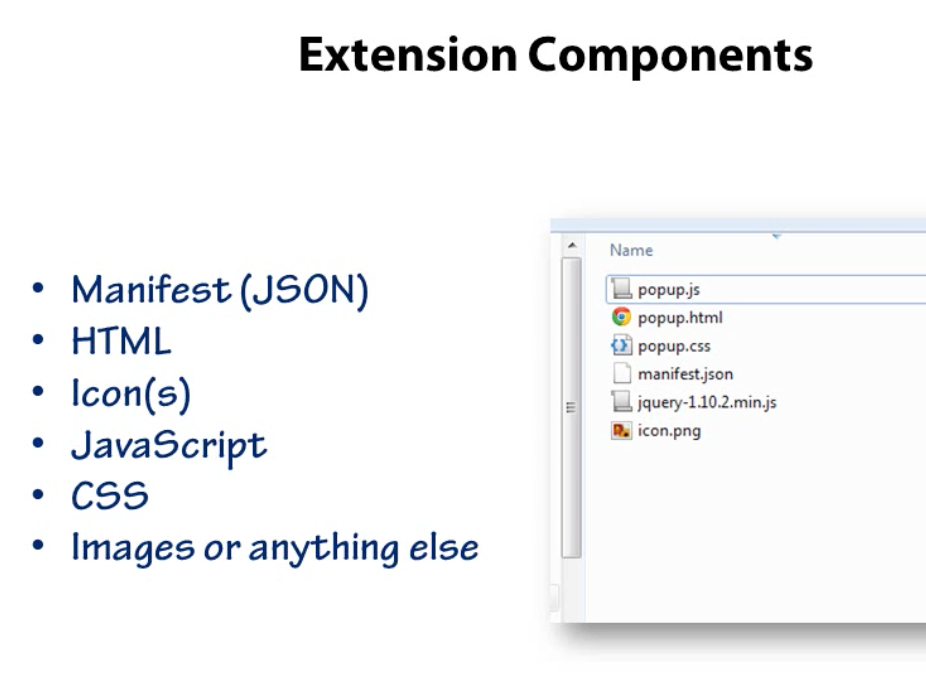 Extension Components
• Manifest (JSON)
• HTML
• Icon(s)
• JavaScript
• CSS
• Images or anything else
Name
popup.js
popup.html
popup.css
manifest.json
jquery-1.10.2.min.js
icon.png